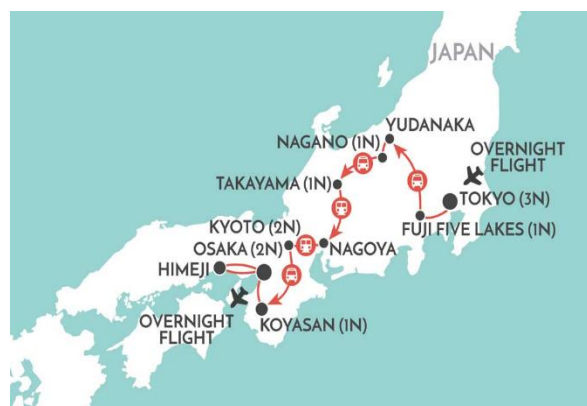 JAPAN
YUDANAKA
NAGANO (1N)
OVERNIGHT
FLIGHT
TAKAYAMA (1N)
TOKYO (3N)
KYOTO (2N)
FUJI FIVE LAKES (1N)
OSAKA (2N)
NAGOYA
HIMEJI
OVERNIGHT
FLIGHT
KOYASAN (1N)